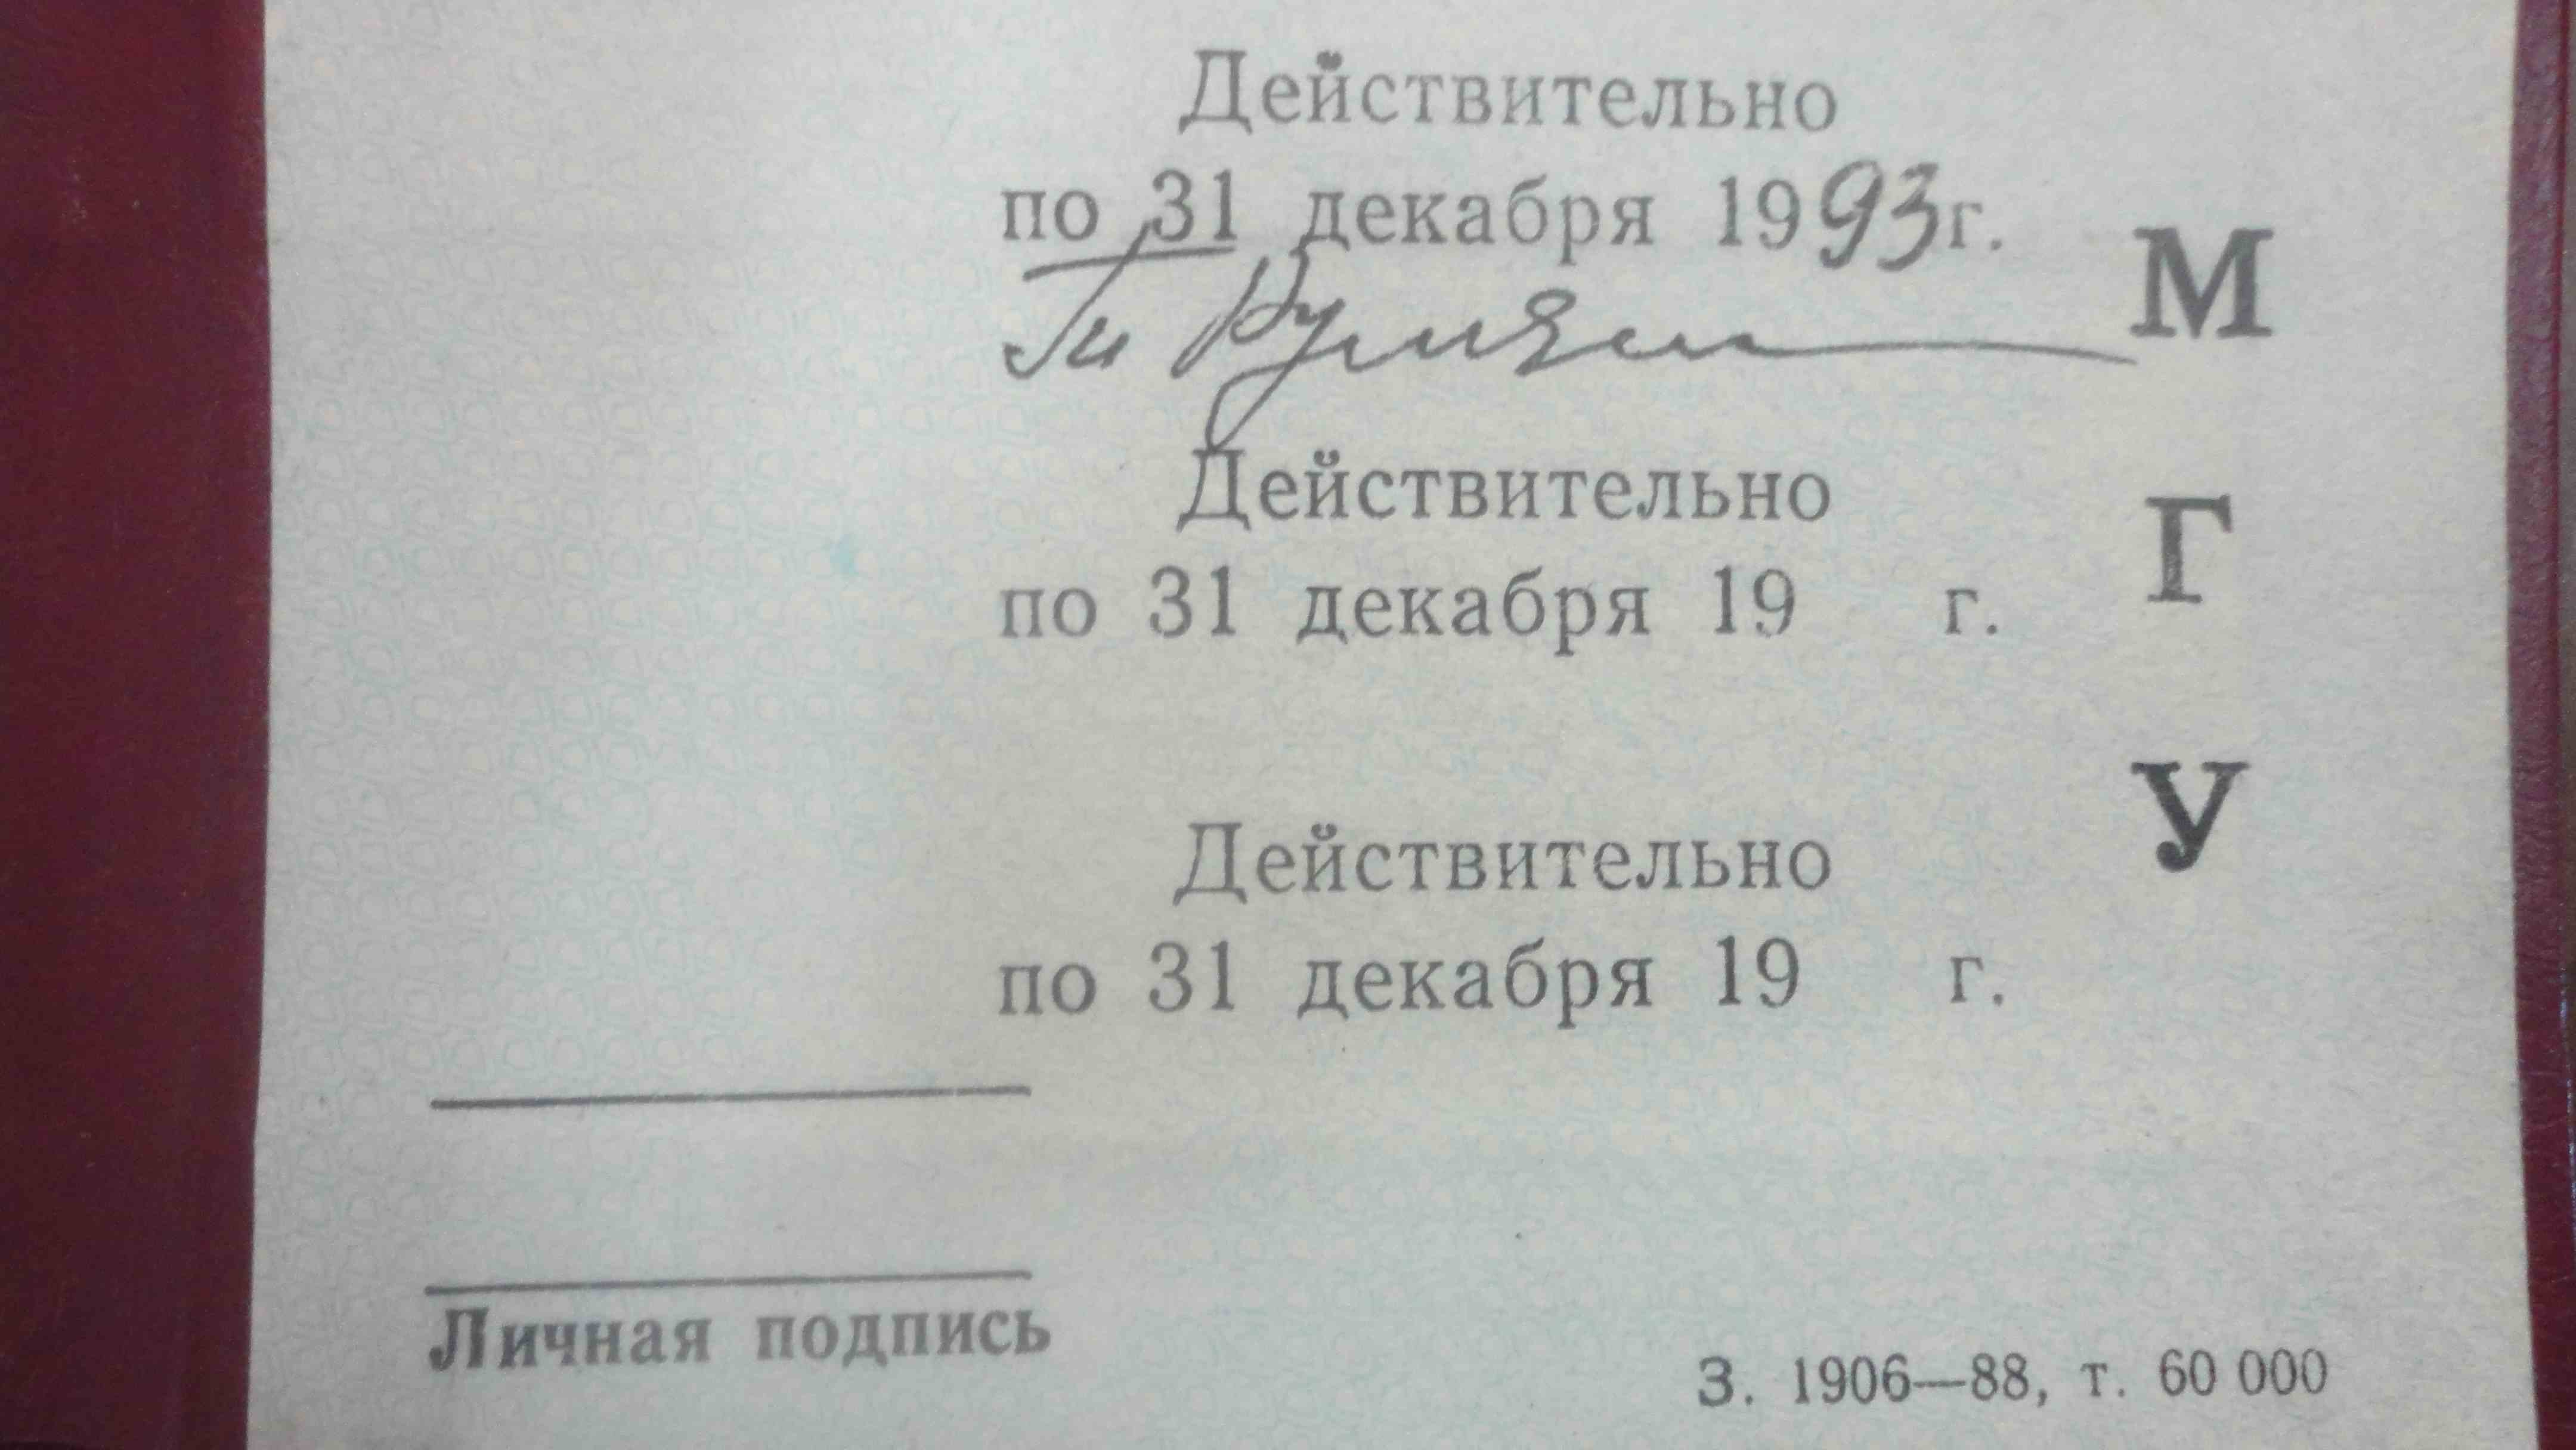 Действительно
по 31 декабря 1993 г.
М
Действительно
Г
по 31 декабря 19 г.
У
Действительно
по 31 декабря 19 г.
Личная подпись
З. 1906—88, т. 60 000